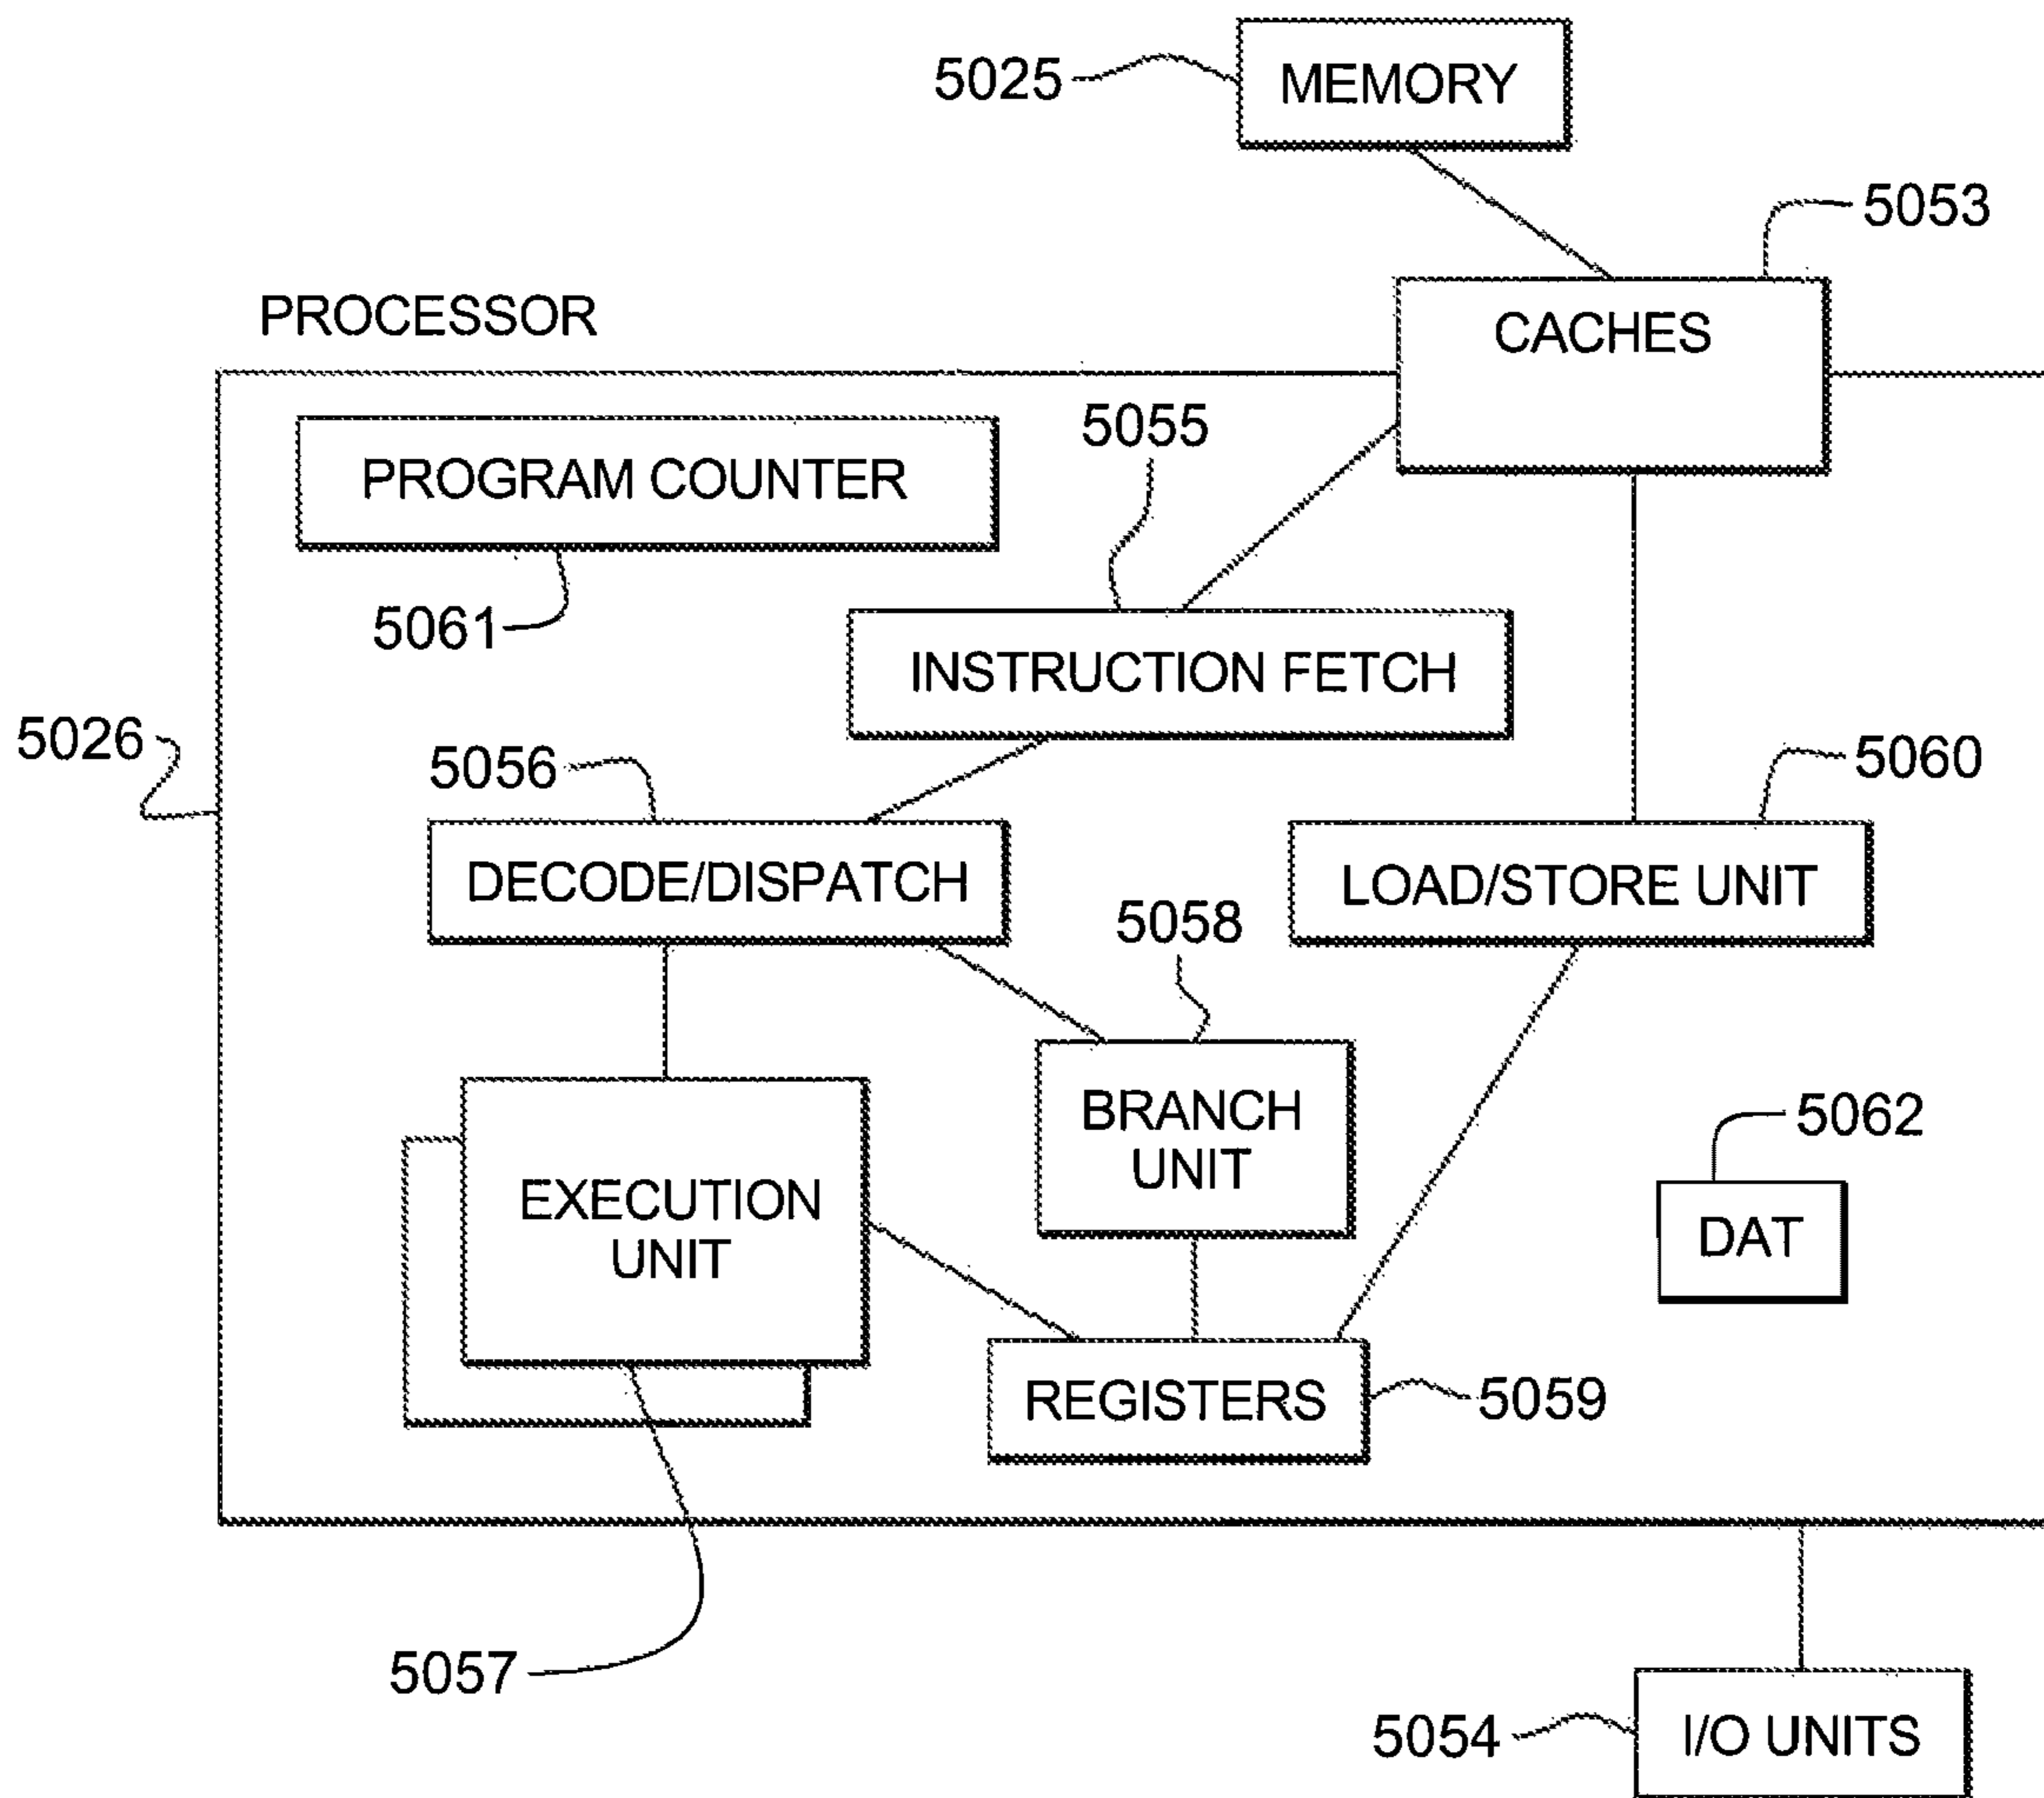 5025
MEMORY
5053
CACHES
PROCESSOR
5055
PROGRAM COUNTER
5061
INSTRUCTION FETCH
5026
5056
5060
DECODE/DISPATCH
LOAD/STORE UNIT
5058
BRANCH
UNIT
5062
DAT
EXECUTION
UNIT
REGISTERS
5059
5057
5054
I/O UNITS